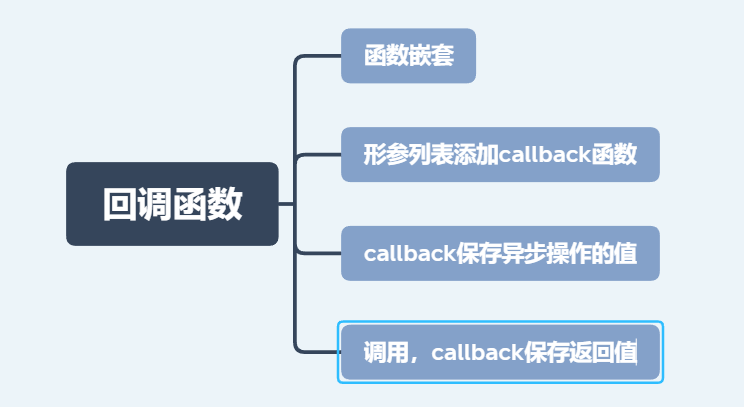 回调函数
函数嵌套
形参列表添加callback函数
callback保存异步操作的值
调用，callback保存返回值